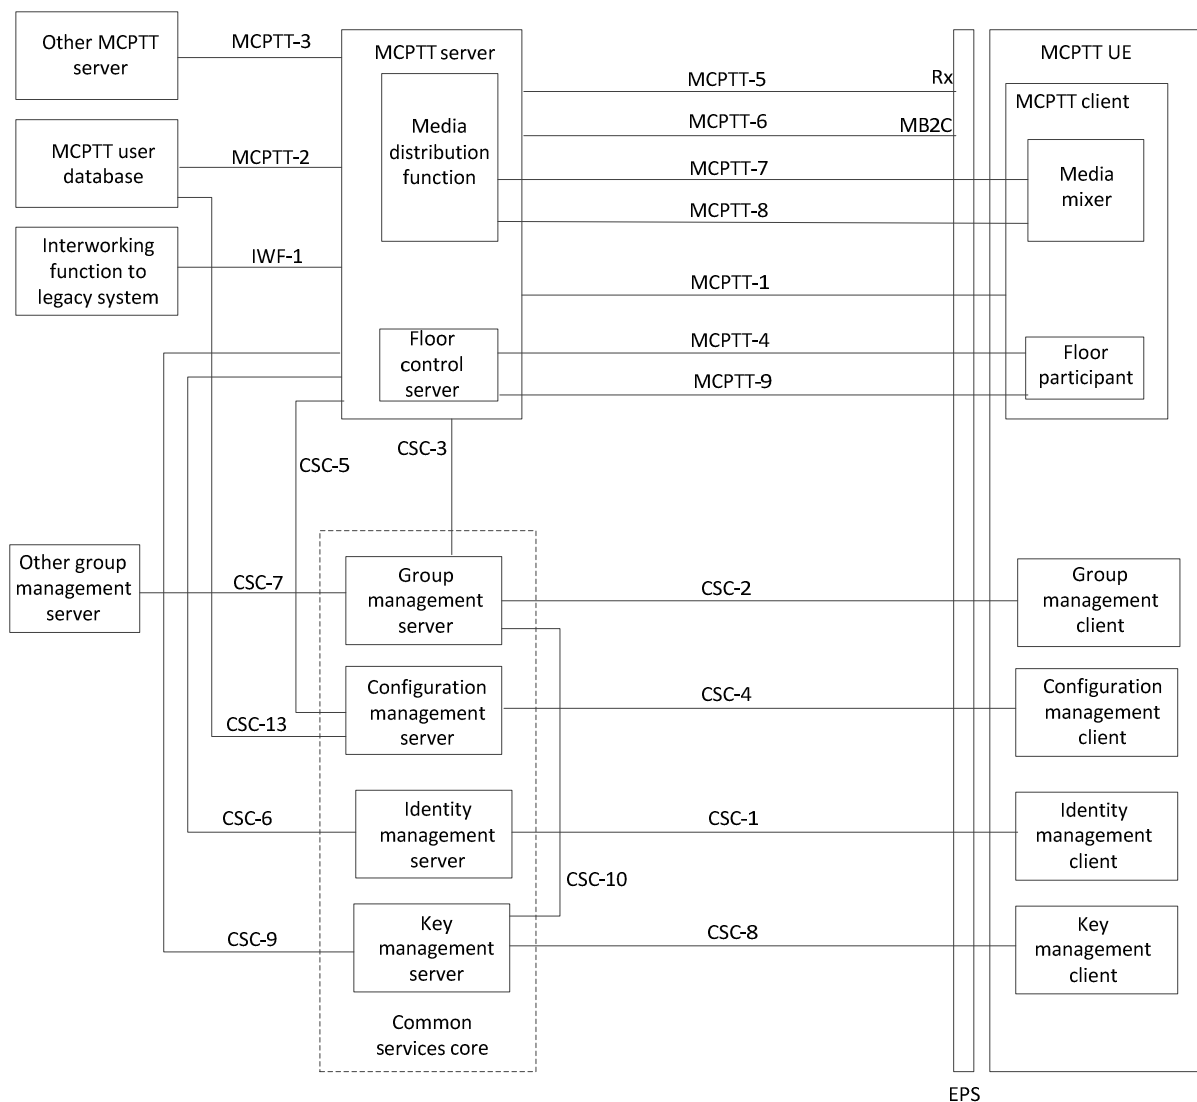 Other MCPTT
server
MCPTT-3
MCPTT server
MCPTT UE
MCPTT-5
Rx
MCPTT client
Media
distribution
function
MCPTT-6
MB2C
MCPTT user
database
MCPTT-2
MCPTT-7
Media
mixer
MCPTT-8
Interworking
function to
legacy system
IWF-1
MCPTT-1
Floor
control
server
MCPTT-4
Floor
participant
MCPTT-9
CSC-3
CSC-5
Other group
management
server
CSC-7
Group
management
server
CSC-2
Group
management
client
Configuration
management
server
CSC-4
Configuration
management
client
CSC-13
Identity
management
server
CSC-6
CSC-1
Identity
management
client
CSC-10
Key
management
server
CSC-9
CSC-8
Key
management
client
Common
services core
EPS